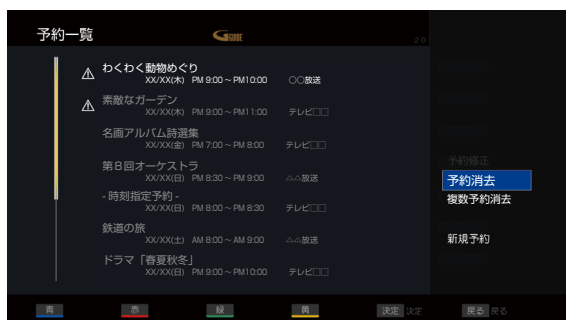 予約一覧
G GUIDE
2.0
わくわく動物めぐり
XX/XX(木) PM 9:00～PM10:00 ○○放送
素敵なガーデン
XX/XX(木) PM 9:00～PM11:00 テレビ□□
名画アルバム詩選集
XX/XX(金) PM 7:00～PM 8:00 テレビ□□
第8回オーケストラ
XX/XX(日) PM 8:30～PM 9:00 △△放送
- 時刻指定予約 -
XX/XX(日) PM 8:00～PM 8:30 テレビ□□
鉄道の旅
XX/XX(土) AM 8:00～AM 9:00 △△放送
ドラマ「春夏秋冬」
XX/XX(日) PM 9:00～PM10:00 テレビ□□
予約修正
予約消去
複数予約消去
新規予約
青 赤 緑 黄 決定 決定 戻る 戻る